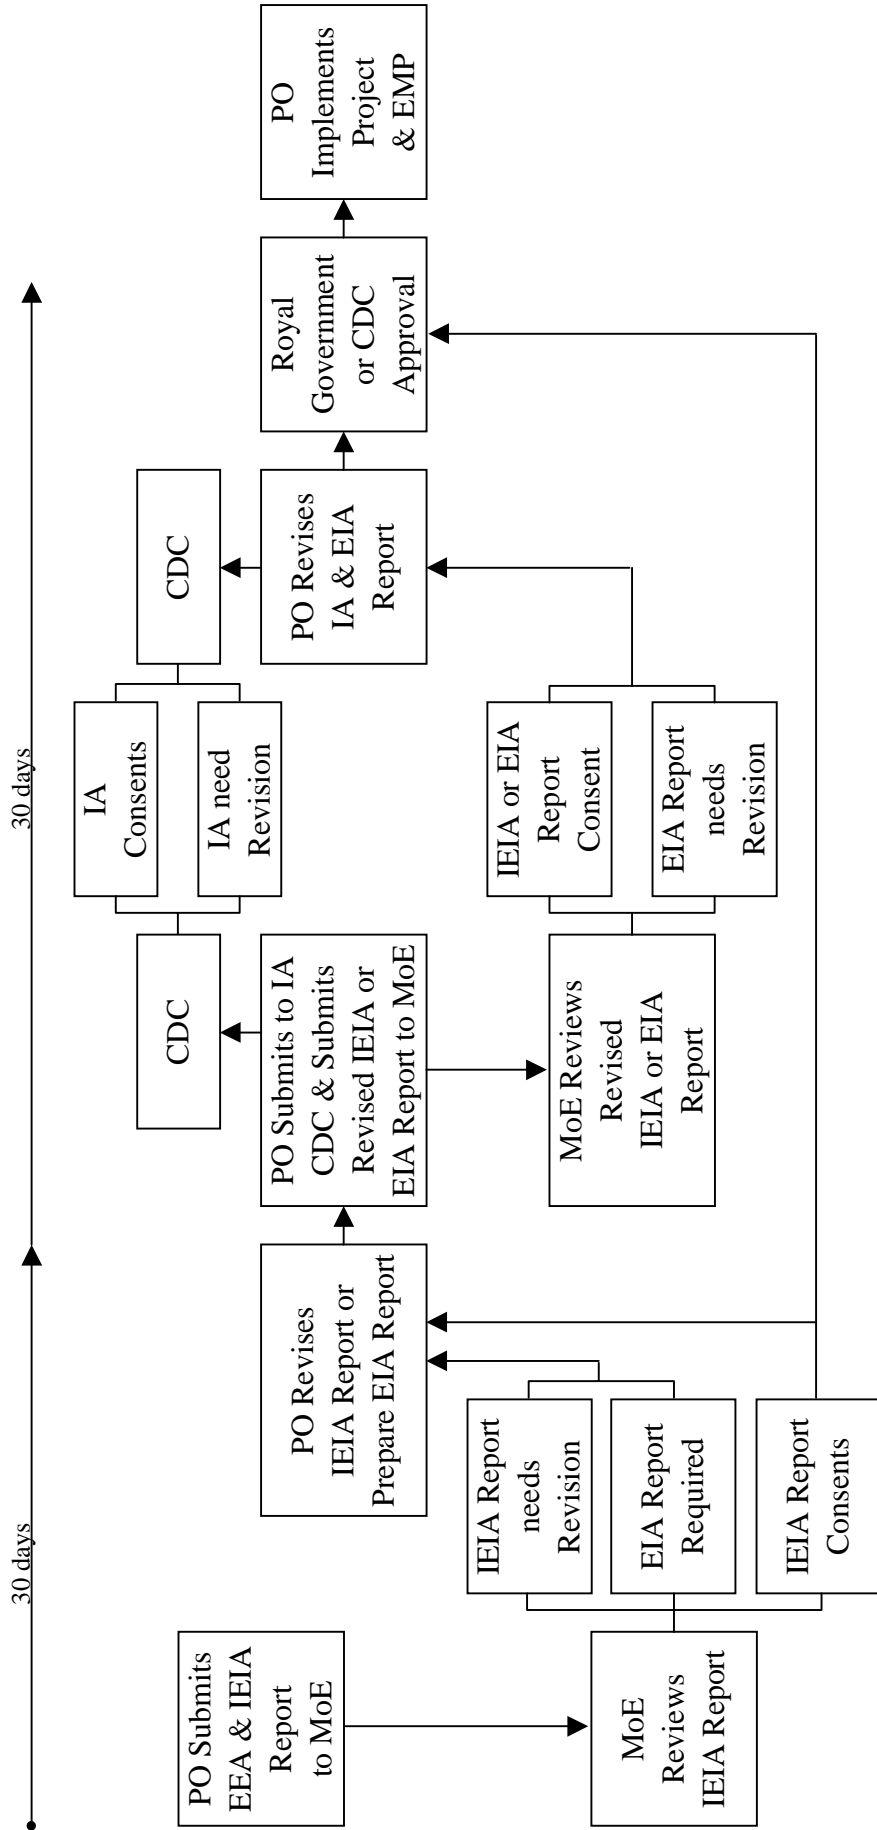 30 days
30 days
PO Submits
EEA & IEIA
Report
to MoE
MoE
Reviews
IEIA Report
IEIA Report
needs
Revision
EIA Report
Required
IEIA Report
Consents
PO Revises
IEIA Report or
Prepare EIA Report
PO Submits to IA
CDC & Submits
Revised IEIA or
EIA Report to MoE
CDC
MoE Reviews
Revised
IEIA or EIA
Report
IA
Consents
IA need
Revision
IEIA or EIA
Report
Consent
EIA Report
needs
Revision
CDC
PO Revises
IA & EIA
Report
Royal
Government
or CDC
Approval
PO
Implements
Project
& EMP